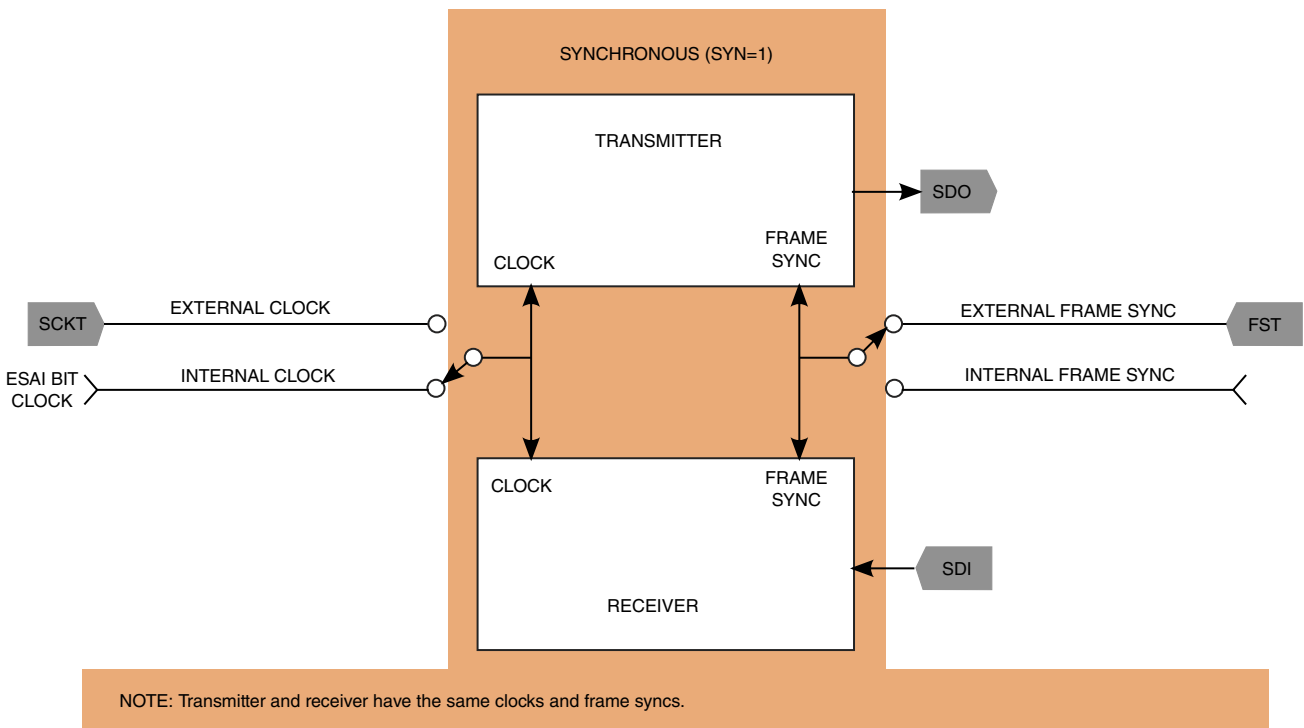 SYNCHRONOUS (SYN=1)
TRANSMITTER
SDO
FRAME
SYNC
CLOCK
SCKT
EXTERNAL CLOCK
EXTERNAL FRAME SYNC
FST
ESAI BIT
CLOCK
INTERNAL CLOCK
INTERNAL FRAME SYNC
CLOCK
FRAME
SYNC
SDI
RECEIVER
NOTE: Transmitter and receiver have the same clocks and frame syncs.